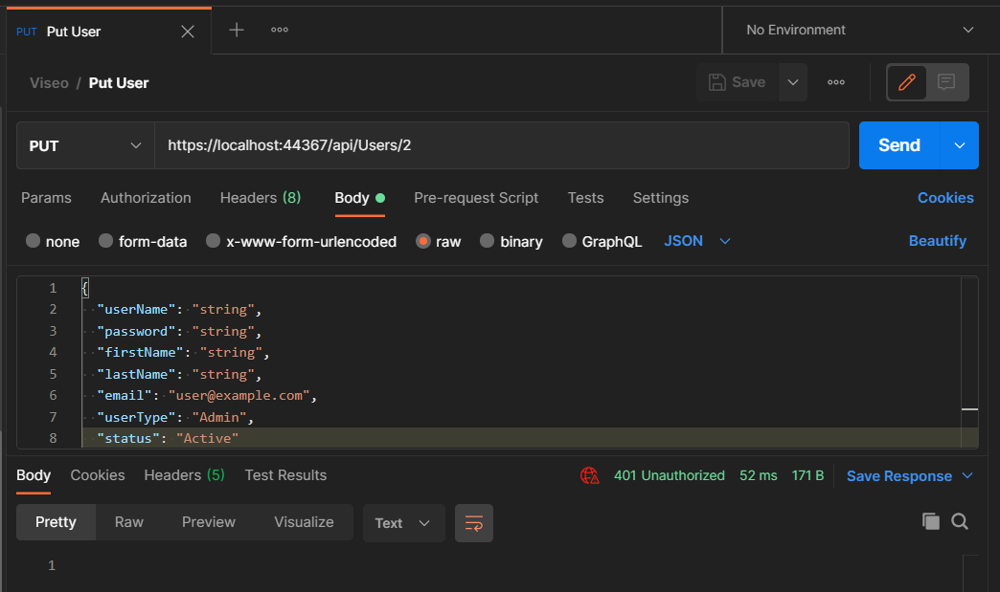 PUT Put User No Environment
Viseo / Put User Save
PUT https://localhost:44367/api/Users/2 Send
Params Authorization Headers (8) Body Pre-request Script Tests Settings Cookies
none form-data x-www-form-urlencoded raw binary GraphQL JSON Beautify
1 {
2 "userName": "string",
3 "password": "string",
4 "firstName": "string",
5 "lastName": "string",
6 "email": "user@example.com",
7 "userType": "Admin",
8 "status": "Active"
Body Cookies Headers (5) Test Results 401 Unauthorized 52 ms 171 B Save Response
Pretty Raw Preview Visualize Text
1